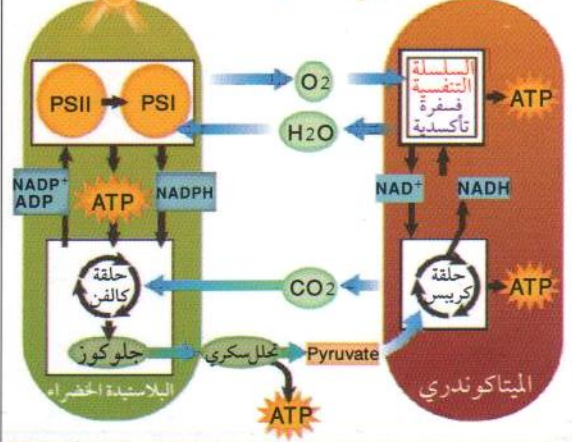 PSII
PSI
O2
H2O
السلسلة
التنفسية
فسفرة
تأكسدية
ATP
NADP+
ADP
ATP
NADPH
NAD+
NADH
حلقة
كالفن
CO2
حلقة
كريبس
ATP
جلوكوز
تحلل سكري
Pyruvate
البلاستيدة الخضراء
ATP
الميتاكوندري